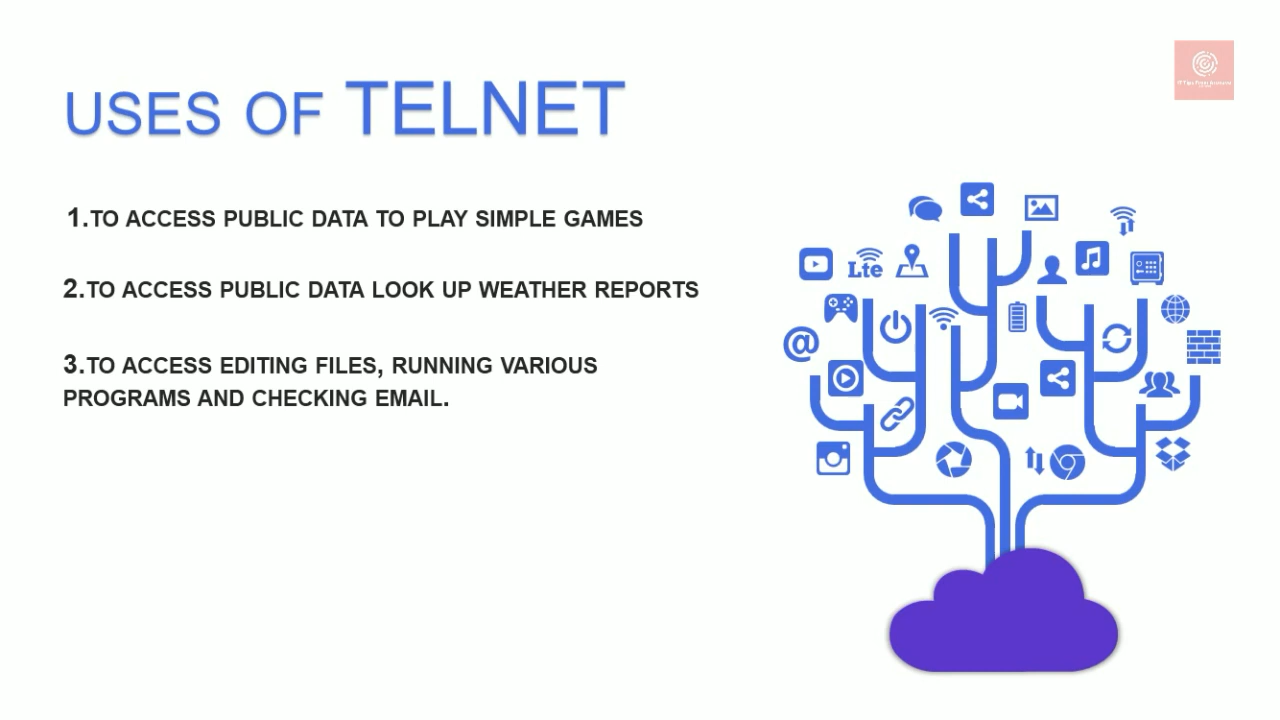 USES OF TELNET
1.TO ACCESS PUBLIC DATA TO PLAY SIMPLE GAMES
2.TO ACCESS PUBLIC DATA LOOK UP WEATHER REPORTS
3.TO ACCESS EDITING FILES, RUNNING VARIOUS
PROGRAMS AND CHECKING EMAIL.
Lte
@